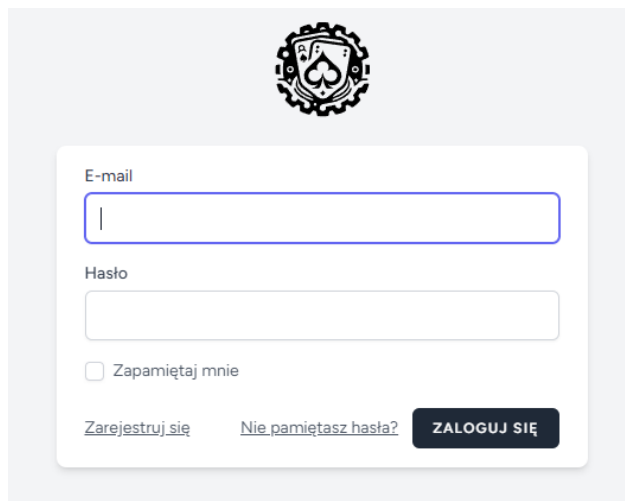 E-mail
Hasło
Zapamiętaj mnie
Zarejestruj się Nie pamiętasz hasła? ZALOGUJ SIĘ